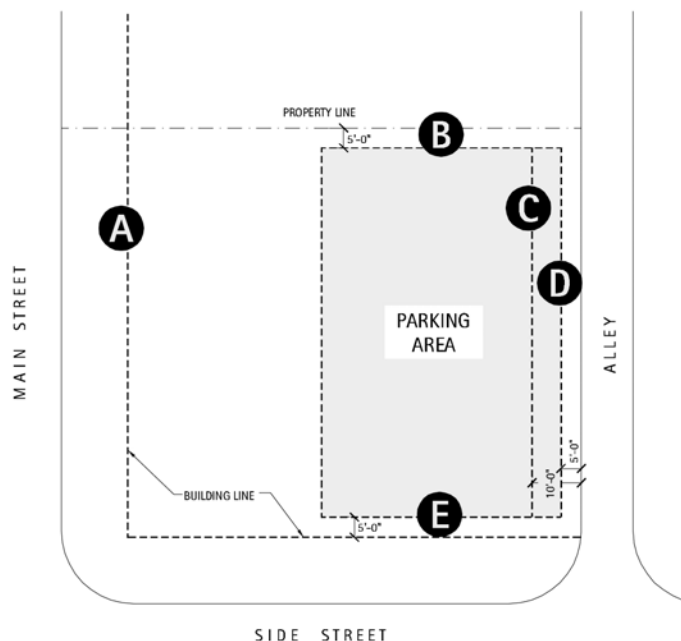 PROPERTY LINE
5'-0"
B
A
C
D
MAIN STREET
PARKING
AREA
ALLEY
5'-0"
10'-0"
BUILDING LINE
E
5'-0"
SIDE STREET